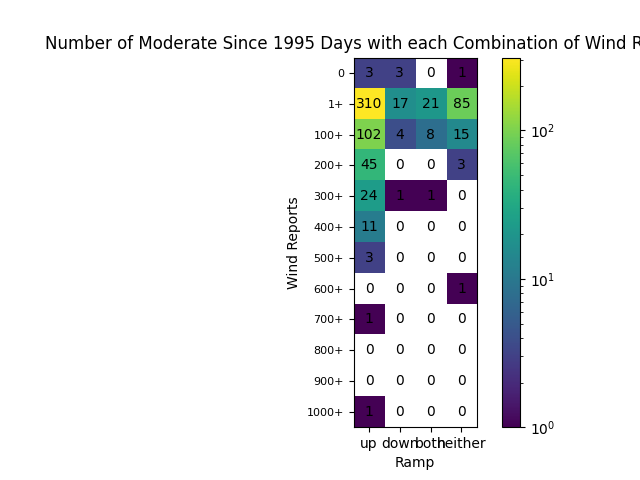 Number of Moderate Since 1995 Days with each Combination of Wind R
0 3 3 0 1
1+ 310 17 21 85
100+ 102 4 8 15
200+ 45 0 0 3
300+ 24 1 1 0
400+ 11 0 0 0
500+ 3 0 0 0
600+ 0 0 0 1
700+ 1 0 0 0
800+ 0 0 0 0
900+ 0 0 0 0
1000+ 1 0 0 0
up down both neither
Ramp
Wind Reports
10²
10¹
10⁰